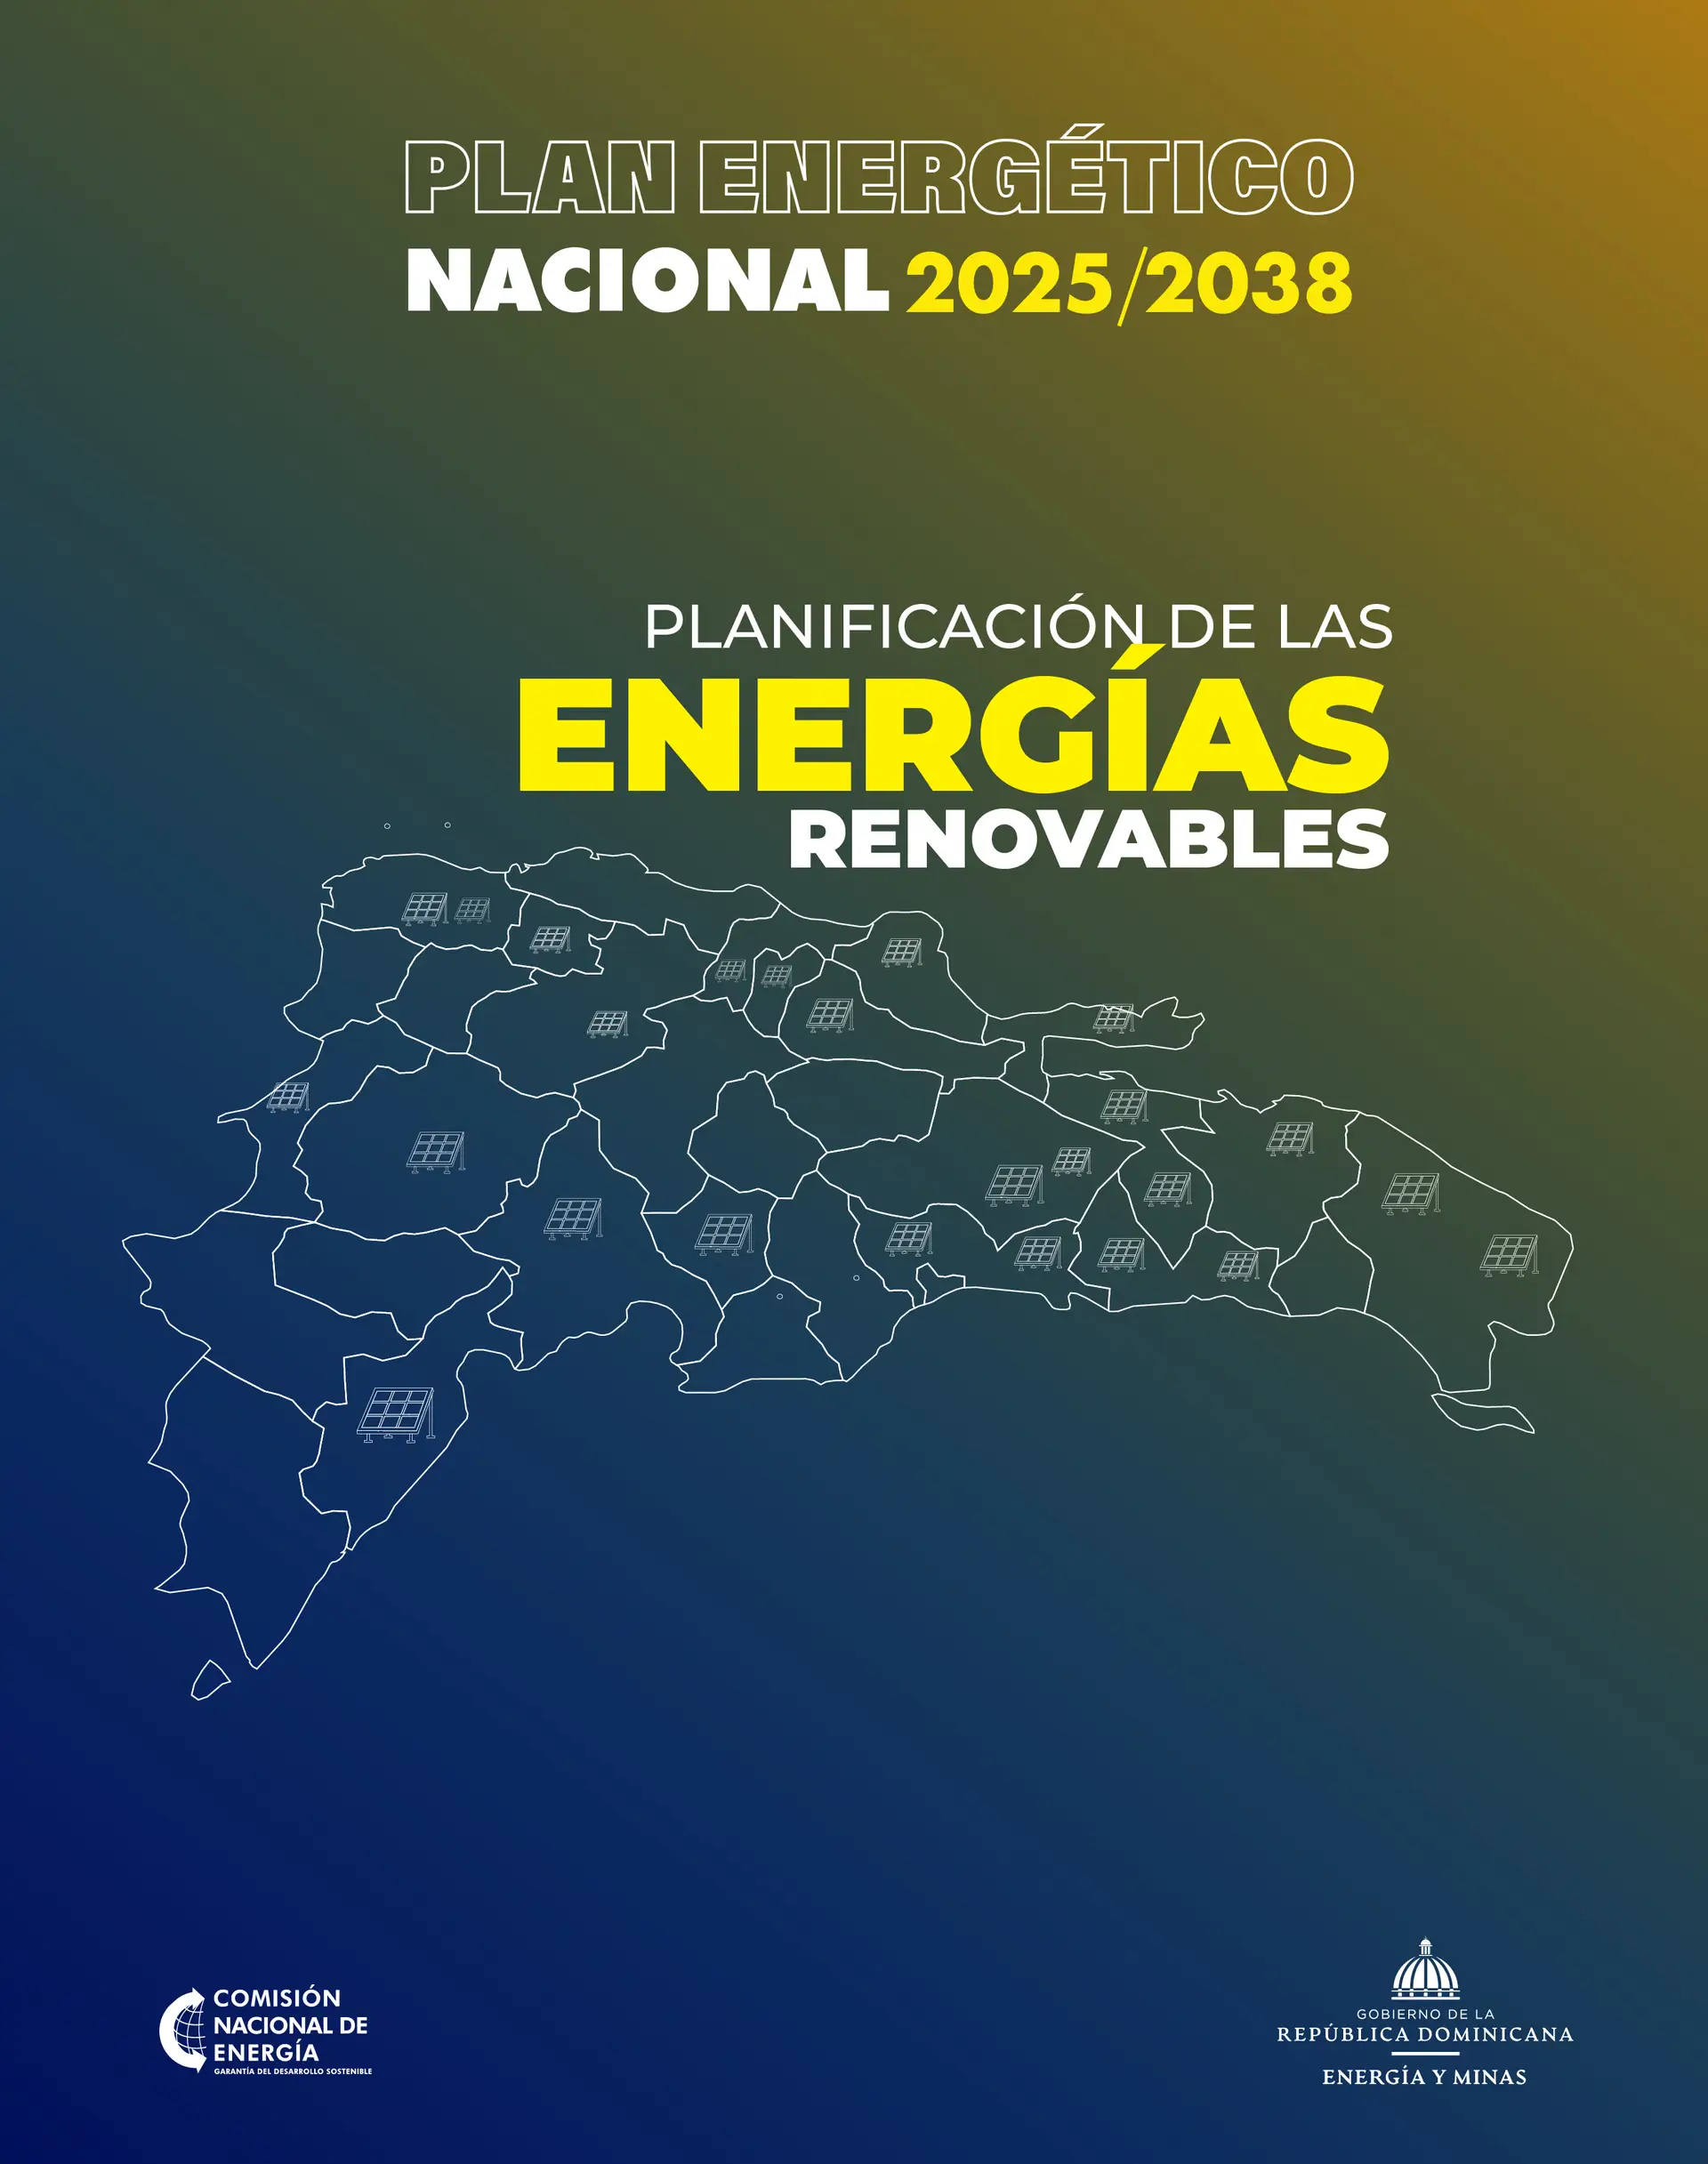 PLAN ENERGÉTICO
NACIONAL 2025/2038
PLANIFICACIÓN DE LAS
ENERGÍAS
RENOVABLES
COMISIÓN
NACIONAL DE
ENERGÍA
GARANTÍA DEL DESARROLLO SOSTENIBLE
GOBIERNO DE LA
REPÚBLICA DOMINICANA
ENERGÍA Y MINAS